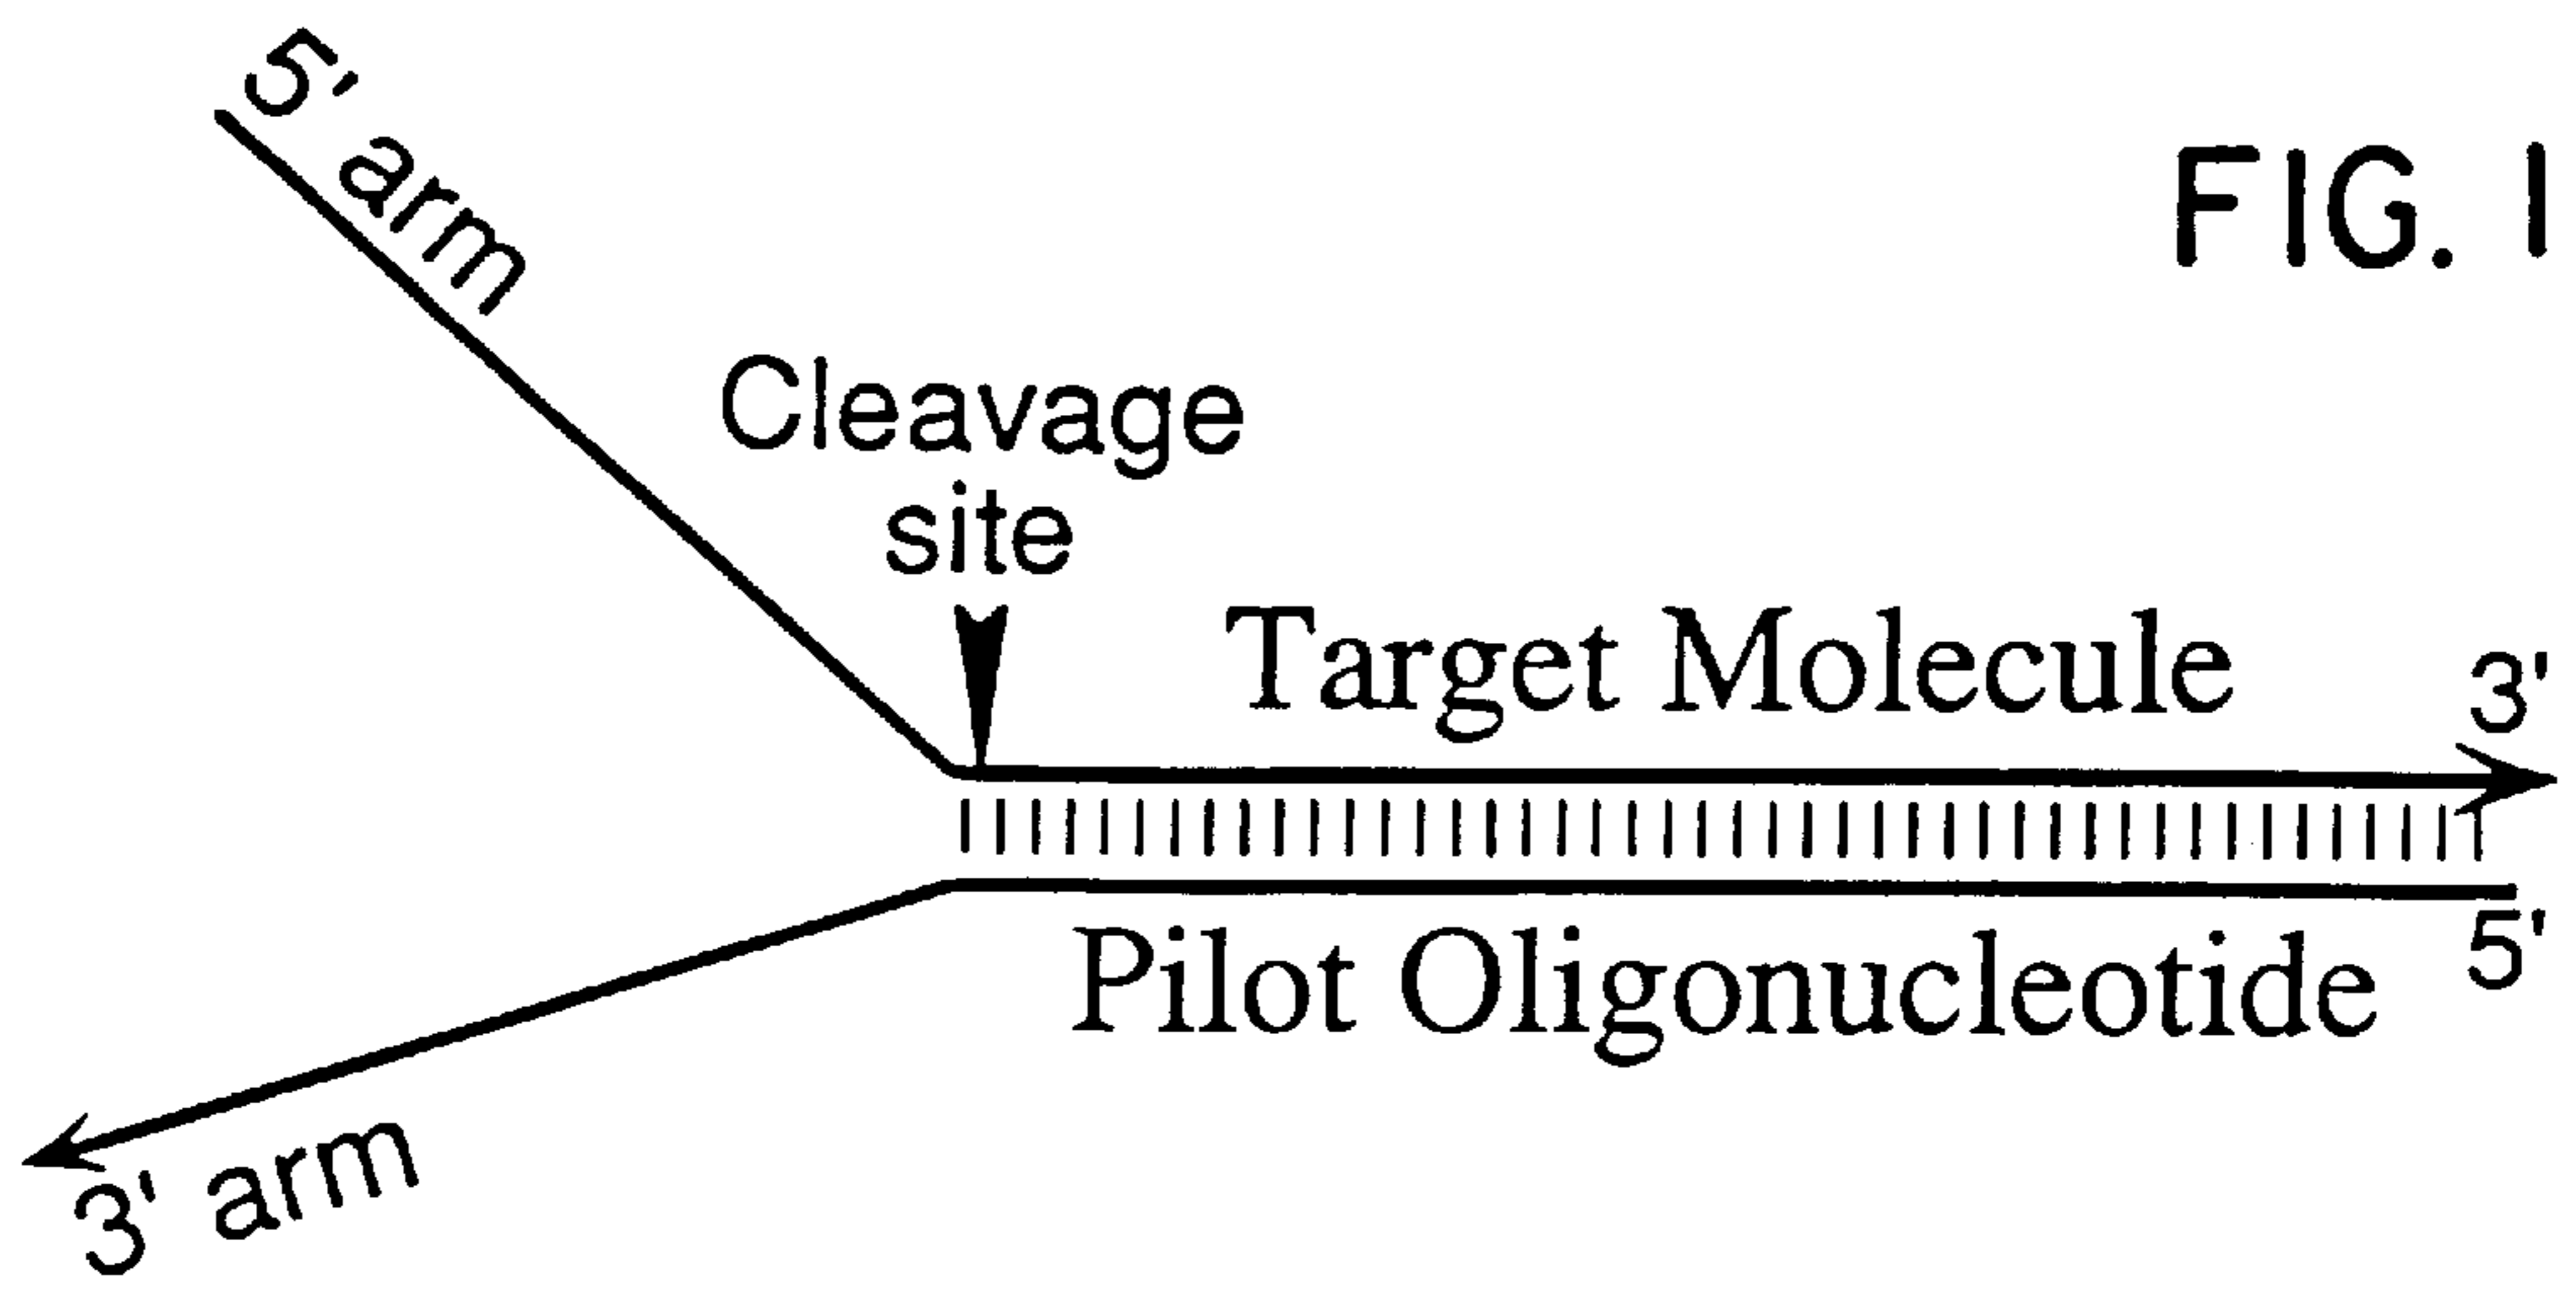 5' arm
FIG. 1
Cleavage
site
Target Molecule
3'
5'
Pilot Oligonucleotide
3' arm